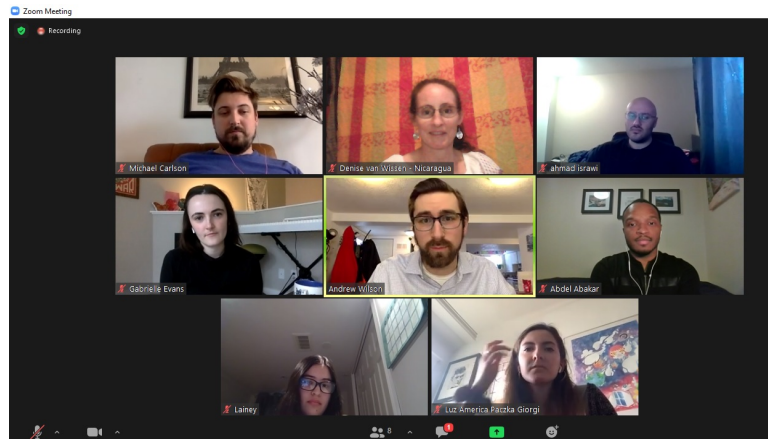 Zoom Meeting
Recording
Michael Carlson
Denise van Wissen - Nicaragua
ahmad israwi
Gabrielle Evans
Andrew Wilson
Abdel Abakar
Lainey
Luz America Paczka Giorgi
8
1